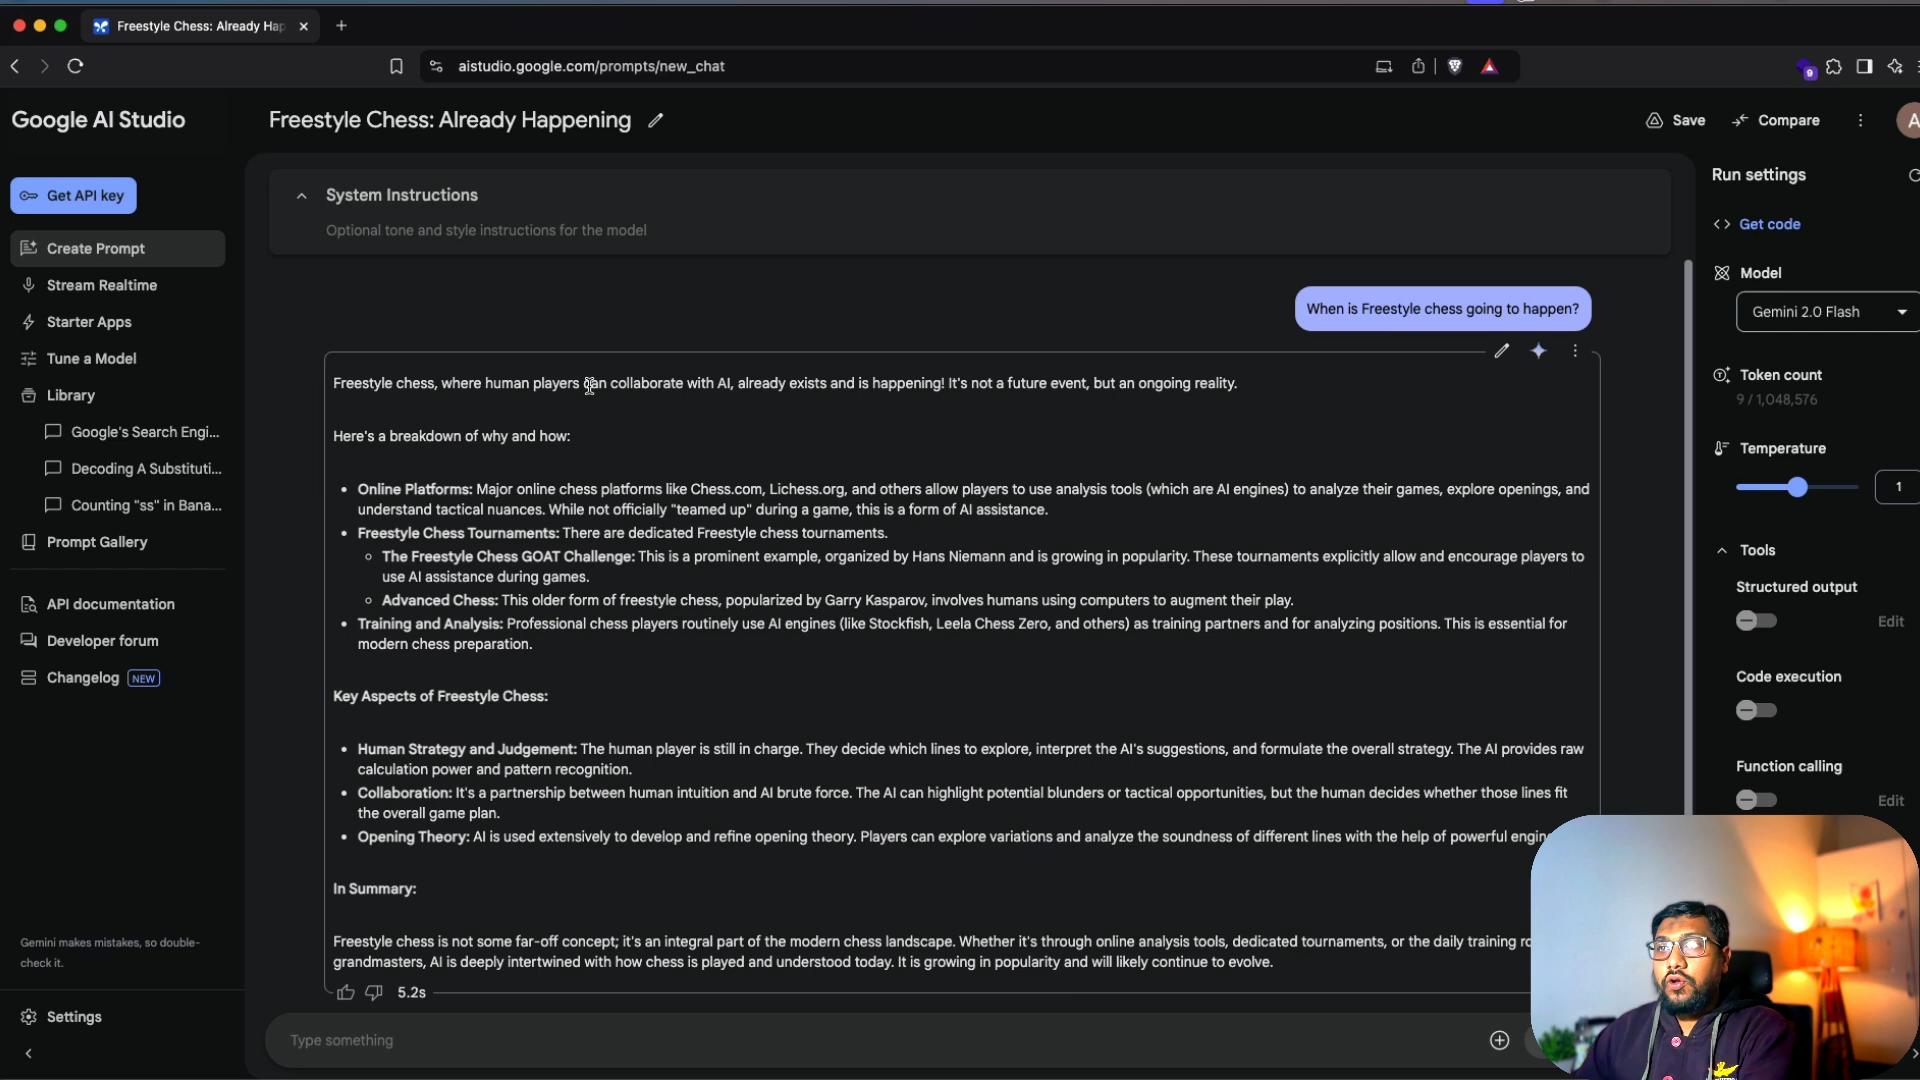 Freestyle Chess: Already Hap
aistudio.google.com/prompts/new_chat
9
Google AI Studio
Freestyle Chess: Already Happening
Save
Compare
A
Get API key
Create Prompt
Stream Realtime
Starter Apps
Tune a Model
Library
Google's Search Engi...
Decoding A Substituti...
Counting "ss" in Bana...
Prompt Gallery
API documentation
Developer forum
Changelog NEW
Gemini makes mistakes, so double-
check it.
Settings
System Instructions
Optional tone and style instructions for the model
When is Freestyle chess going to happen?
Freestyle chess, where human players can collaborate with AI, already exists and is happening! It's not a future event, but an ongoing reality.
Here's a breakdown of why and how:
• Online Platforms: Major online chess platforms like Chess.com, Lichess.org, and others allow players to use analysis tools (which are AI engines) to analyze their games, explore openings, and
understand tactical nuances. While not officially "teamed up" during a game, this is a form of AI assistance.
• Freestyle Chess Tournaments: There are dedicated Freestyle chess tournaments.
○ The Freestyle Chess GOAT Challenge: This is a prominent example, organized by Hans Niemann and is growing in popularity. These tournaments explicitly allow and encourage players to
use AI assistance during games.
○ Advanced Chess: This older form of freestyle chess, popularized by Garry Kasparov, involves humans using computers to augment their play.
• Training and Analysis: Professional chess players routinely use AI engines (like Stockfish, Leela Chess Zero, and others) as training partners and for analyzing positions. This is essential for
modern chess preparation.
Key Aspects of Freestyle Chess:
• Human Strategy and Judgement: The human player is still in charge. They decide which lines to explore, interpret the AI's suggestions, and formulate the overall strategy. The AI provides raw
calculation power and pattern recognition.
• Collaboration: It's a partnership between human intuition and AI brute force. The AI can highlight potential blunders or tactical opportunities, but the human decides whether those lines fit
the overall game plan.
• Opening Theory: AI is used extensively to develop and refine opening theory. Players can explore variations and analyze the soundness of different lines with the help of powerful engin
In Summary:
Freestyle chess is not some far-off concept; it's an integral part of the modern chess landscape. Whether it's through online analysis tools, dedicated tournaments, or the daily training ro
grandmasters, AI is deeply intertwined with how chess is played and understood today. It is growing in popularity and will likely continue to evolve.
5.2s
Type something
Run settings
Get code
Model
Gemini 2.0 Flash
Token count
9 / 1,048,576
Temperature
1
Tools
Structured output
Edit
Code execution
Function calling
Edit